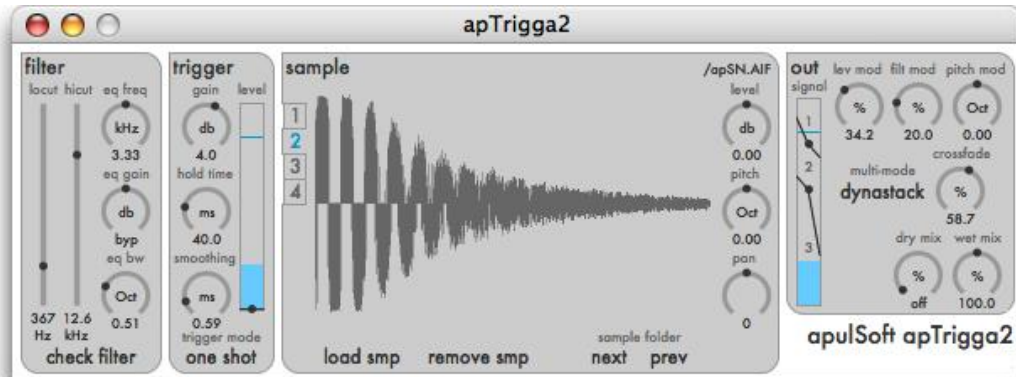 apTrigga2
filter
locut hicut eq freq
kHz
3.33
eq gain
db
byp
eq bw
Oct
0.51
367 Hz
12.6 kHz
check filter
trigger
gain level
db
4.0
hold time
ms
40.0
smoothing
ms
0.59
trigger mode
one shot
sample
/apSN.AIF
1
2
3
4
level
db
0.00
pitch
Oct
0.00
pan
0
sample folder
load smp remove smp next prev
out
signal
1
2
3
lev mod filt mod pitch mod
% % Oct
34.2 20.0 0.00
crossfade
multi-mode
dynastack
%
58.7
dry mix wet mix
% %
off 100.0
apulSoft apTrigga2